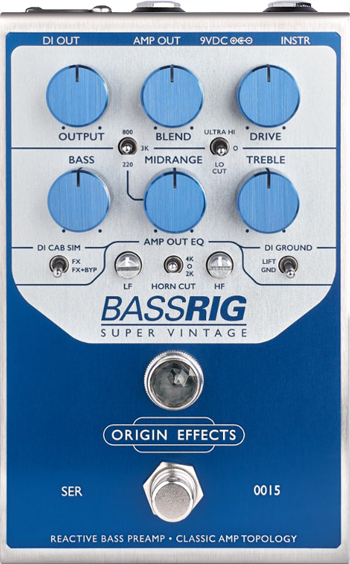 DI OUT AMP OUT 9VDC INSTR
OUTPUT BLEND DRIVE
800 ULTRA HI
3K O
220 LO CUT
BASS MIDRANGE TREBLE
AMP OUT EQ
DI CAB SIM DI GROUND
FX 4K LIFT
FX+BYP O GND
2K
LF HORN CUT HF
BASSRIG
SUPER VINTAGE
ORIGIN EFFECTS
SER 0015
REACTIVE BASS PREAMP • CLASSIC AMP TOPOLOGY